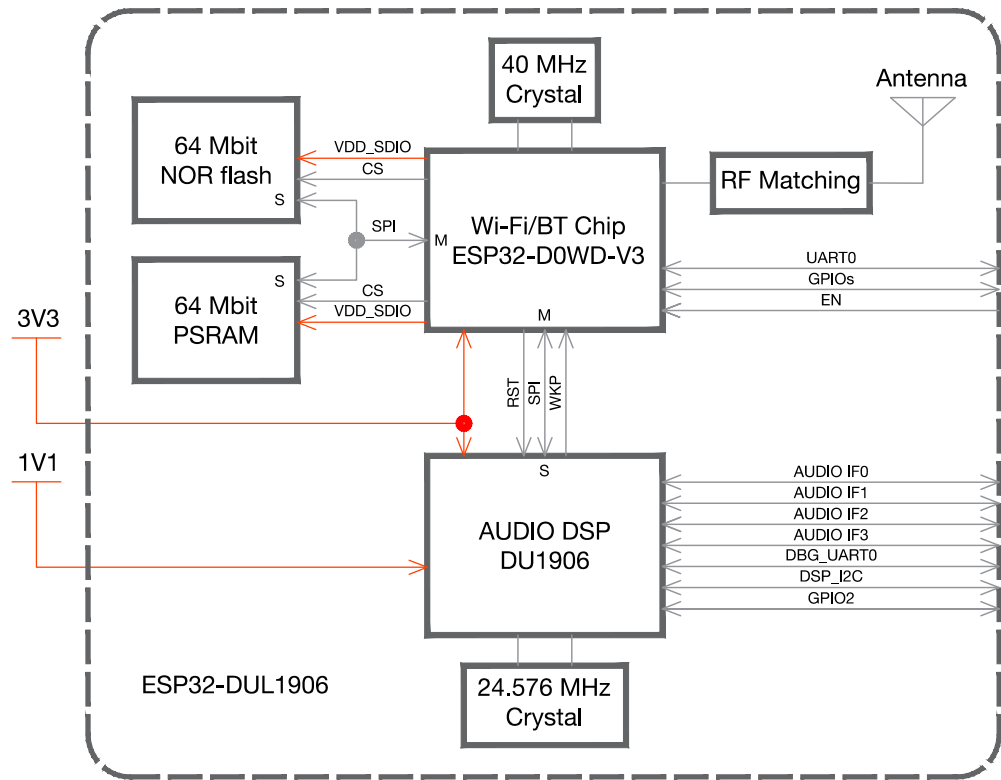 40 MHz
Crystal
Antenna
64 Mbit
NOR flash
S
VDD_SDIO
CS
SPI
M
Wi-Fi/BT Chip
ESP32-D0WD-V3
M
RF Matching
UART0
GPIOs
EN
64 Mbit
PSRAM
S
CS
VDD_SDIO
3V3
RST
SPI
WKP
1V1
S
AUDIO DSP
DU1906
AUDIO IF0
AUDIO IF1
AUDIO IF2
AUDIO IF3
DBG_UART0
DSP_I2C
GPIO2
ESP32-DUL1906
24.576 MHz
Crystal